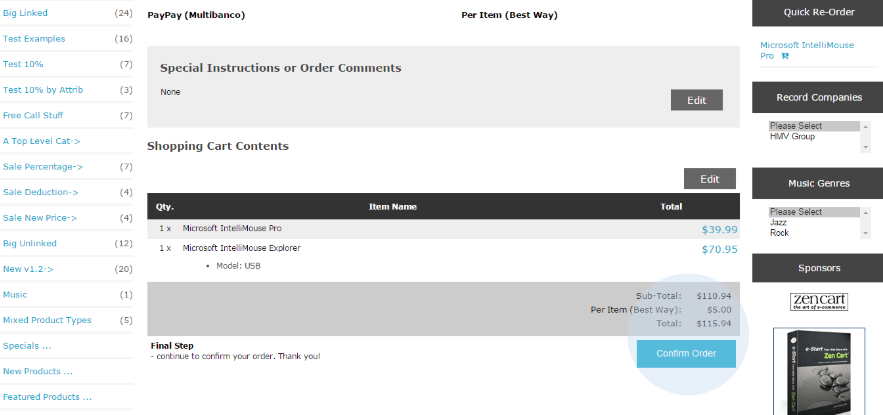 Big Linked (24)
Test Examples (16)
Test 10% (7)
Test 10% by Attrib (3)
Free Call Stuff (7)
A Top Level Cat->
Sale Percentage-> (7)
Sale Deduction-> (4)
Sale New Price-> (4)
Big Unlinked (12)
New v1.2-> (20)
Music (1)
Mixed Product Types (5)
Specials ...
New Products ...
Featured Products ...
PayPay (Multibanco) Per Item (Best Way)
Special Instructions or Order Comments
None
Edit
Shopping Cart Contents
Edit
Qty. Item Name Total
1 x Microsoft IntelliMouse Pro $39.99
1 x Microsoft IntelliMouse Explorer $70.95
• Model: USB
Sub-Total: $110.94
Per Item (Best Way): $5.00
Total: $115.94
Final Step
- continue to confirm your order. Thank you!
Confirm Order
Quick Re-Order
Microsoft IntelliMouse
Pro
Record Companies
Please Select
HMV Group
Music Genres
Please Select
Jazz
Rock
Sponsors
zen cart
the art of e-commerce
Zen Cart